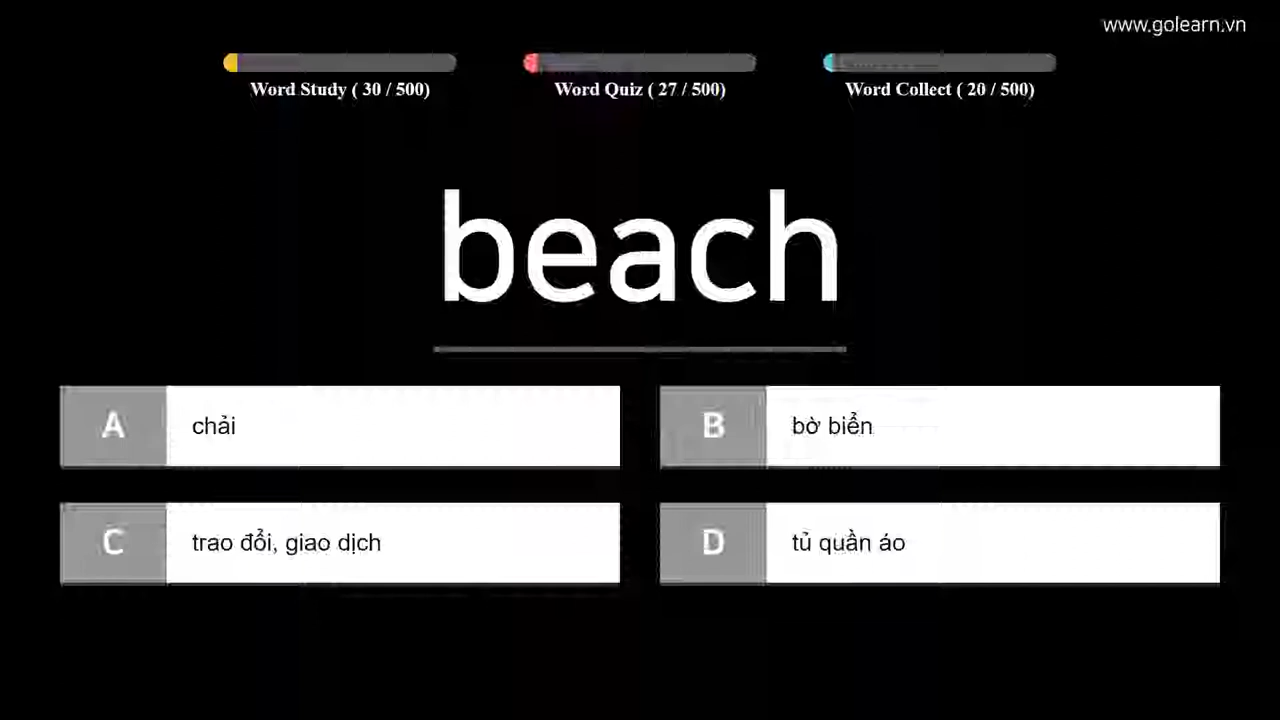 www.golearn.vn
Word Study ( 30 / 500)
Word Quiz ( 27 / 500)
Word Collect ( 20 / 500)
beach
A chải
B bờ biển
C trao đổi, giao dịch
D tủ quần áo